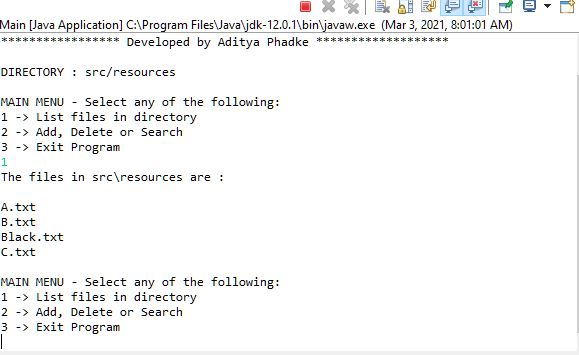 Main [Java Application] C:\Program Files\Java\jdk-12.0.1\bin\javaw.exe (Mar 3, 2021, 8:01:01 AM)
***************** Developed by Aditya Phadke *******************
DIRECTORY : src/resources
MAIN MENU - Select any of the following:
1 -> List files in directory
2 -> Add, Delete or Search
3 -> Exit Program
1
The files in src\resources are :
A.txt
B.txt
Black.txt
C.txt
MAIN MENU - Select any of the following:
1 -> List files in directory
2 -> Add, Delete or Search
3 -> Exit Program